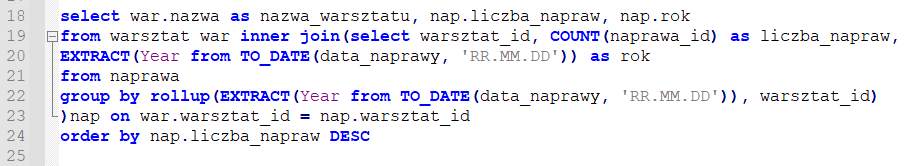 18 select war.nazwa as nazwa_warsztatu, nap.liczba_napraw, nap.rok
19 from warsztat war inner join(select warsztat_id, COUNT(naprawa_id) as liczba_napraw,
20 EXTRACT(Year from TO_DATE(data_naprawy, 'RR.MM.DD')) as rok
21 from naprawa
22 group by rollup(EXTRACT(Year from TO_DATE(data_naprawy, 'RR.MM.DD')), warsztat_id)
23 )nap on war.warsztat_id = nap.warsztat_id
24 order by nap.liczba_napraw DESC
25